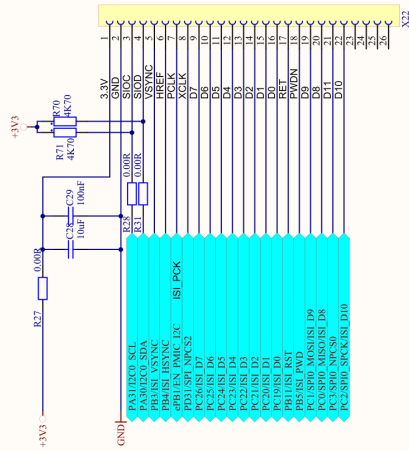 X22
1
2
3
4
5
6
7
8
9
10
11
12
13
14
15
16
17
18
19
20
21
22
23
24
25
26
3.3V
GND
SIOC
SIOD
VSYNC
HREF
PCLK
XCLK
D7
D6
D5
D4
D3
D2
D1
D0
RET
PWDN
D9
D8
D11
D10
+3V3
R70
4K70
R71
4K70
R28
0.00R
R31
0.00R
C29
100nF
C28
10uF
R27
0.00R
+3V3
GND
PA31/I2C0_SCL
PA30/I2C0_SDA
PB3/ISI_VSYNC
PB4/ISI_HSYNC
ePB1/EN_PMIC_I2C
ISI_PCK
PD31/SPI_NPCS2
PC26/ISI_D7
PC25/ISI_D6
PC24/ISI_D5
PC23/ISI_D4
PC22/ISI_D3
PC21/ISI_D2
PC20/ISI_D1
PC19/ISI_D0
PB11/ISI_RST
PB5/ISI_PWD
PC1/SPI0_MOSI/ISI_D9
PC0/SPI0_MISO/ISI_D8
PC3/SPI0_NPCS0
PC2/SPI0_SPCK/ISI_D10